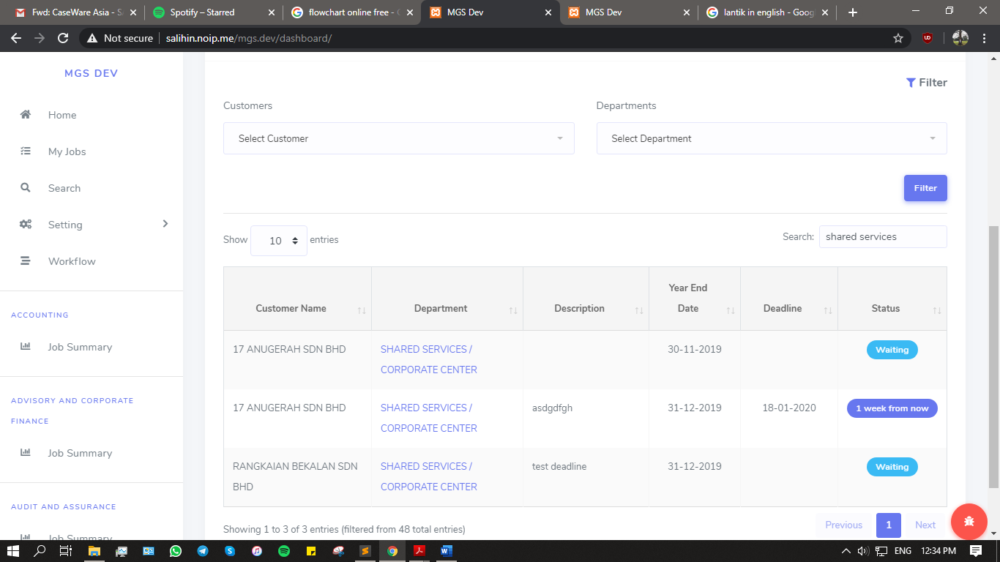 Fwd: CaseWare Asia - S
Spotify – Starred
flowchart online free - G
MGS Dev
MGS Dev
lantik in english - Goog
Not secure
salihin.noip.me/mgs.dev/dashboard/
MGS DEV
Home
My Jobs
Search
Setting
Workflow
ACCOUNTING
Job Summary
ADVISORY AND CORPORATE
FINANCE
Job Summary
AUDIT AND ASSURANCE
Job Summary
Filter
Customers
Departments
Select Customer
Select Department
Filter
Show 10 entries
Search: shared services
Customer Name Department Description Year End Date Deadline Status
17 ANUGERAH SDN BHD SHARED SERVICES / 30-11-2019 Waiting
CORPORATE CENTER
17 ANUGERAH SDN BHD SHARED SERVICES / asdgdfgh 31-12-2019 18-01-2020 1 week from now
CORPORATE CENTER
RANGKAIAN BEKALAN SDN SHARED SERVICES / test deadline 31-12-2019 Waiting
BHD CORPORATE CENTER
Showing 1 to 3 of 3 entries (filtered from 48 total entries)
Previous 1 Next
ENG 12:34 PM